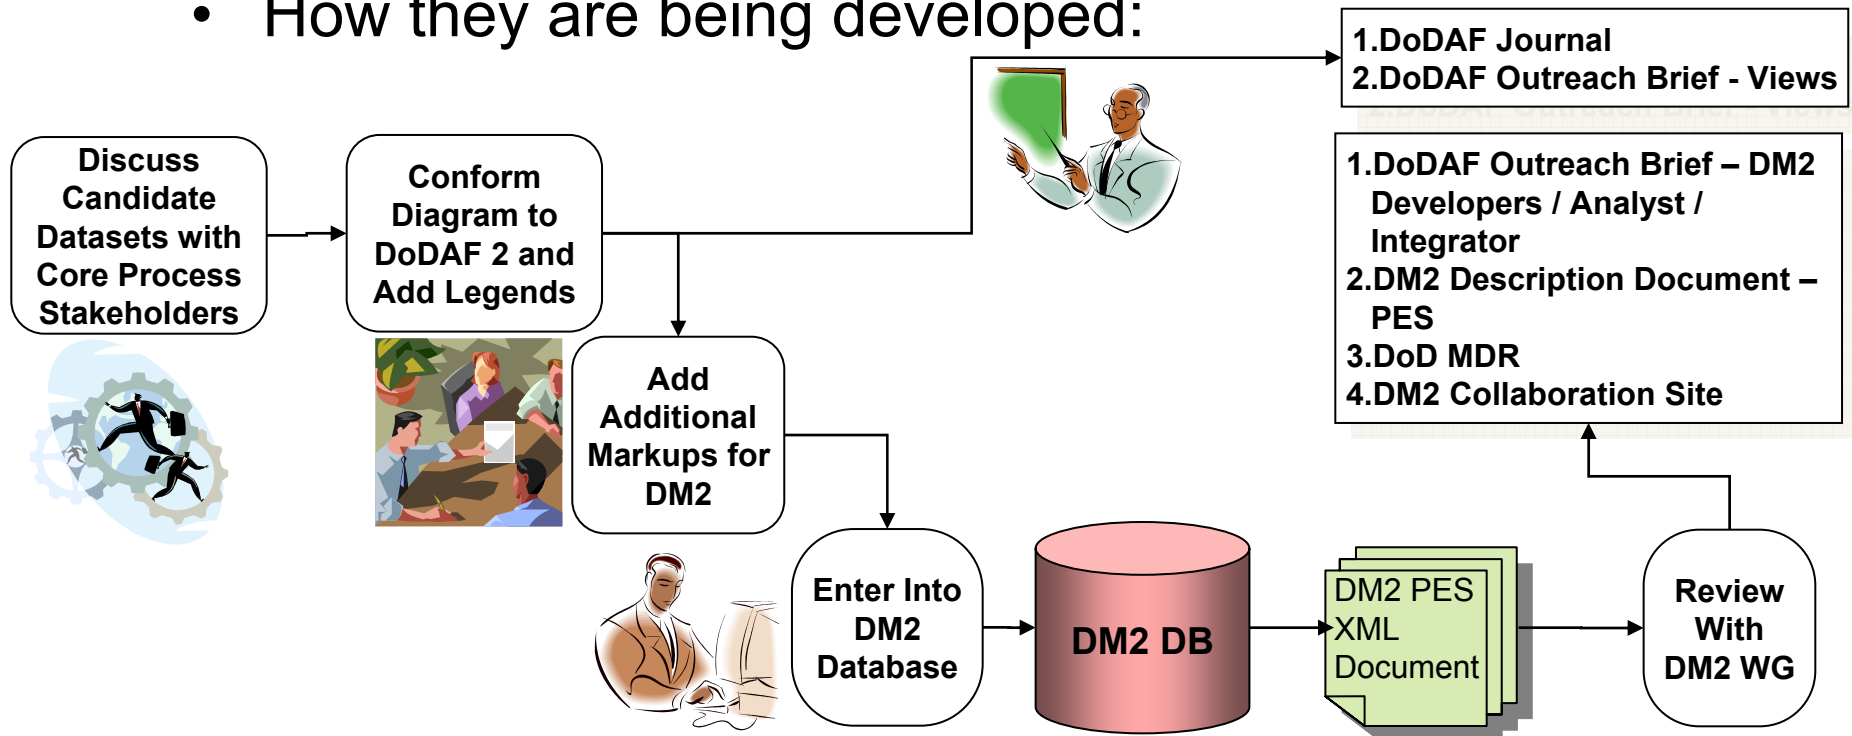 • How they are being developed:
1.DoDAF Journal
2.DoDAF Outreach Brief - Views
Discuss
Candidate
Datasets with
Core Process
Stakeholders
Conform
Diagram to
DoDAF 2 and
Add Legends
1.DoDAF Outreach Brief – DM2
Developers / Analyst /
Integrator
2.DM2 Description Document –
PES
3.DoD MDR
4.DM2 Collaboration Site
Add
Additional
Markups for
DM2
Enter Into
DM2
Database
DM2 DB
DM2 PES
XML
Document
Review
With
DM2 WG